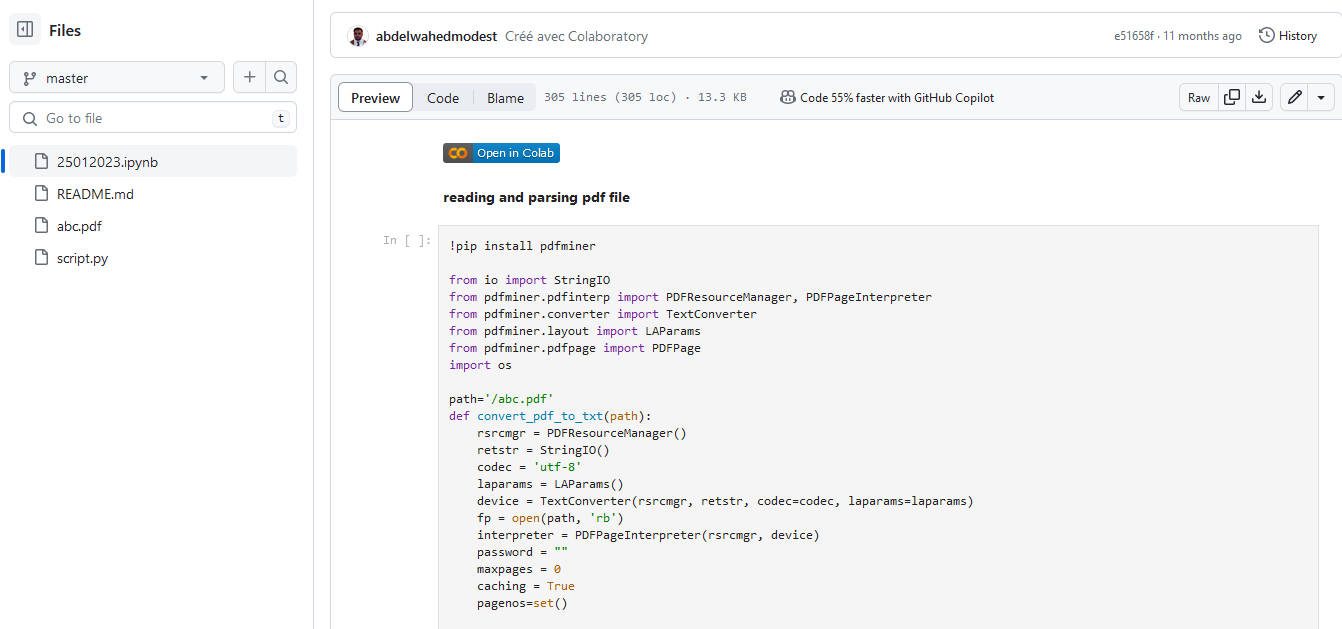 Files
master
Go to file
t
25012023.ipynb
README.md
abc.pdf
script.py
abdelwahedmodest Créé avec Colaboratory
e51658f · 11 months ago
History
Preview
Code
Blame
305 lines (305 loc) · 13.3 KB
Code 55% faster with GitHub Copilot
Raw
CO Open in Colab
reading and parsing pdf file
In [ ]:
!pip install pdfminer
from io import StringIO
from pdfminer.pdfinterp import PDFResourceManager, PDFPageInterpreter
from pdfminer.converter import TextConverter
from pdfminer.layout import LAParams
from pdfminer.pdfpage import PDFPage
import os
path='/abc.pdf'
def convert_pdf_to_txt(path):
    rsrcmgr = PDFResourceManager()
    retstr = StringIO()
    codec = 'utf-8'
    laparams = LAParams()
    device = TextConverter(rsrcmgr, retstr, codec=codec, laparams=laparams)
    fp = open(path, 'rb')
    interpreter = PDFPageInterpreter(rsrcmgr, device)
    password = ""
    maxpages = 0
    caching = True
    pagenos=set()